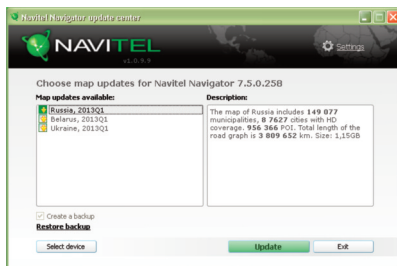 Navitel Navigator update center
NAVITEL
v1.0.9.9
Settings
Choose map updates for Navitel Navigator 7.5.0.258
Map updates available:
Russia, 2013Q1
Belarus, 2013Q1
Ukraine, 2013Q1
Description:
The map of Russia includes 149 077
municipalities, 8 7627 cities with HD
coverage. 956 366 POI. Total length of the
road graph is 3 809 652 km. Size: 1,15GB
Create a backup
Restore backup
Select device
Update
Exit